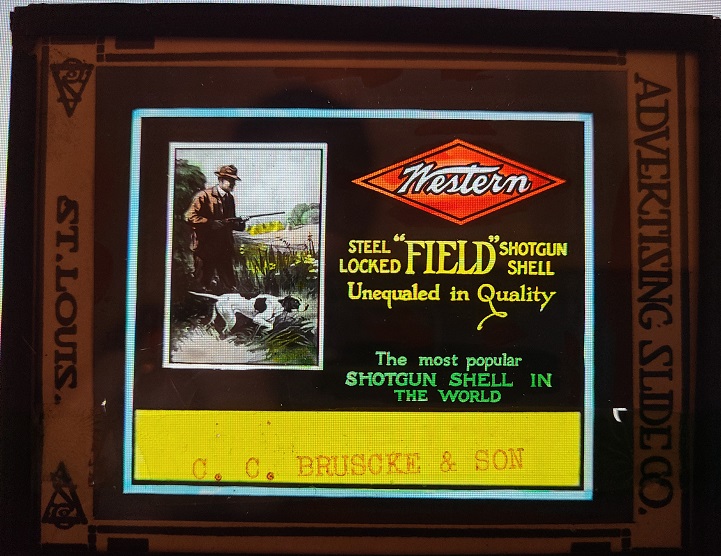 Western
STEEL LOCKED "FIELD" SHOTGUN SHELL
Unequaled in Quality
The most popular
SHOTGUN SHELL IN
THE WORLD
C. C. BRUSCKE & SON
ADVERTISING SLIDE CO.
ST. LOUIS.